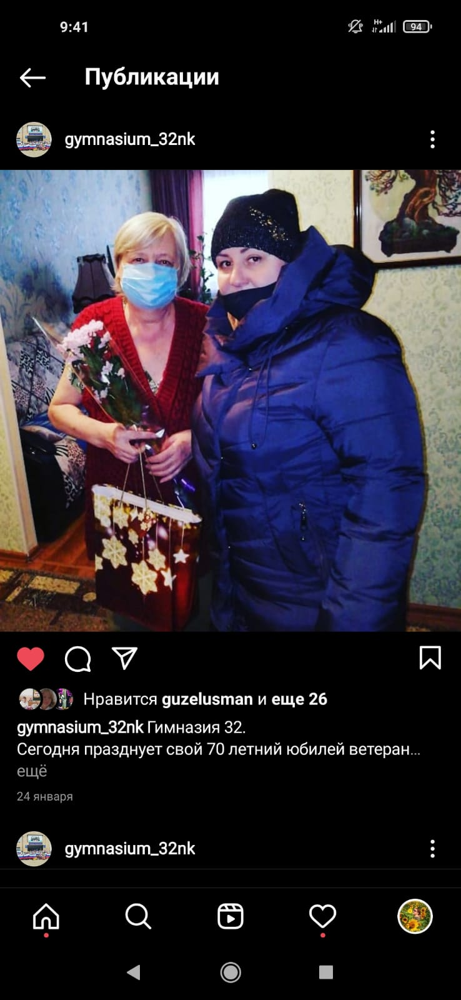 9:41
H+
94
Публикации
gymnasium_32nk
Нравится guzelusman и еще 26
gymnasium_32nk Гимназия 32.
Сегодня празднует свой 70 летний юбилей ветеран...
ещё
24 января
gymnasium_32nk